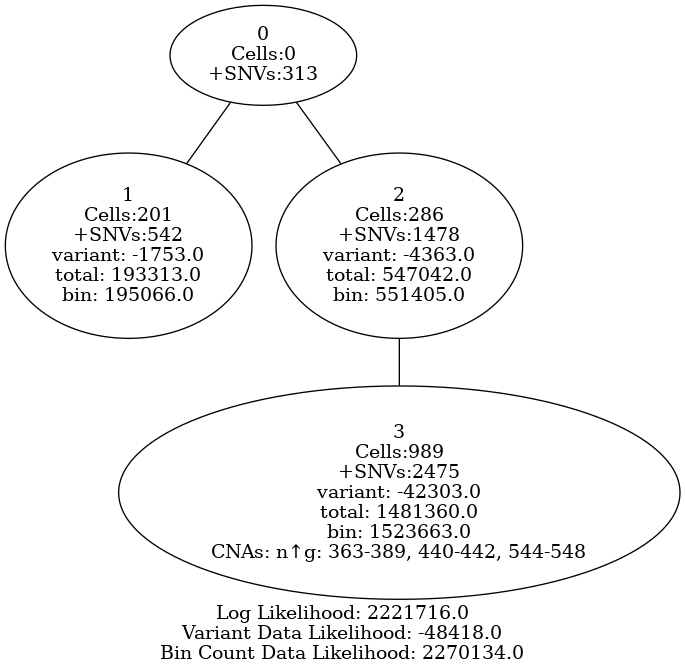 0
Cells:0
+SNVs:313
1
Cells:201
+SNVs:542
variant: -1753.0
total: 193313.0
bin: 195066.0
2
Cells:286
+SNVs:1478
variant: -4363.0
total: 547042.0
bin: 551405.0
3
Cells:989
+SNVs:2475
variant: -42303.0
total: 1481360.0
bin: 1523663.0
CNAs: n↑g: 363-389, 440-442, 544-548
Log Likelihood: 2221716.0
Variant Data Likelihood: -48418.0
Bin Count Data Likelihood: 2270134.0